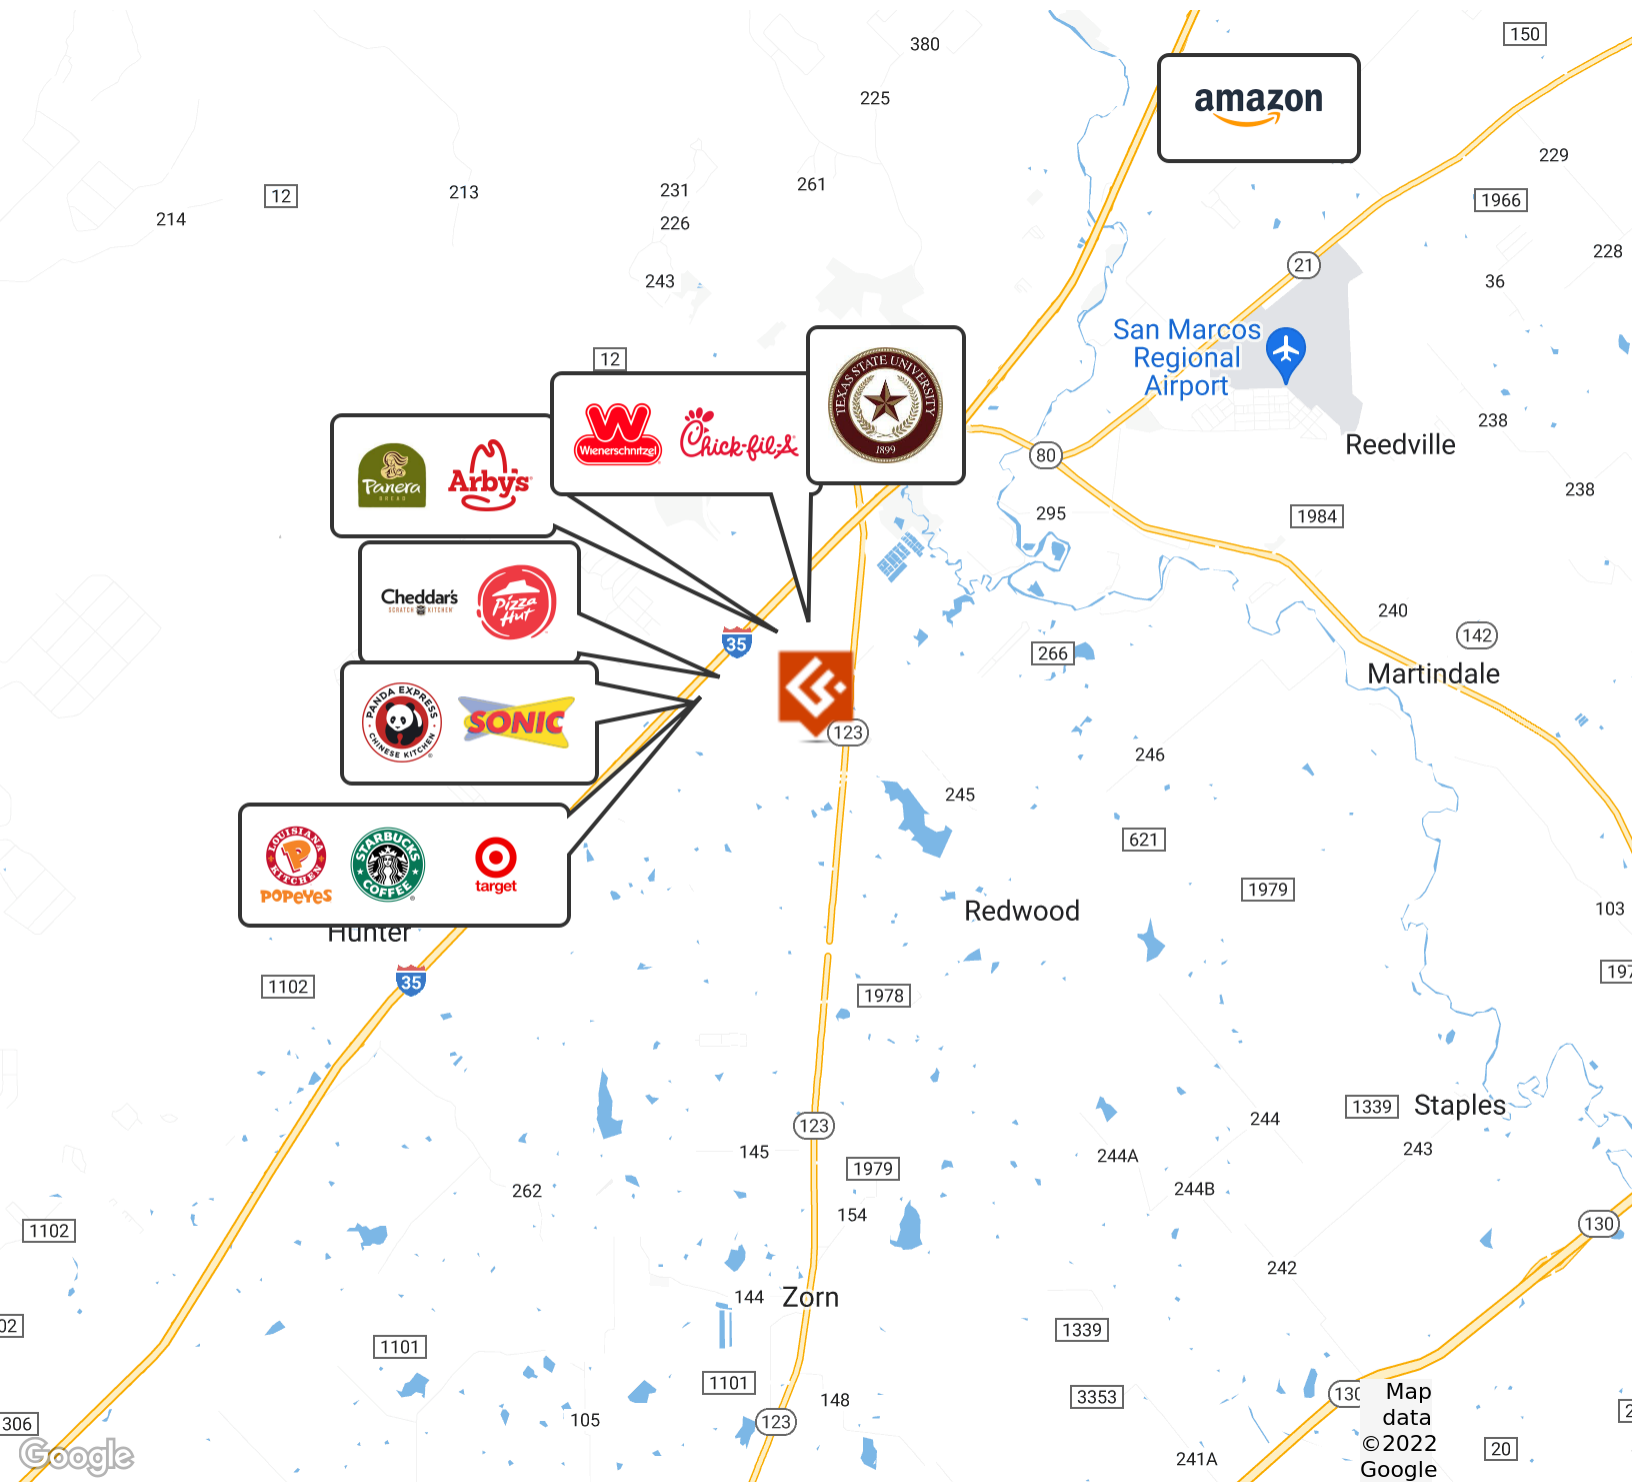 380
150
amazon
225
229
12
213
231
261
1966
214
226
228
21
243
36
San Marcos
Regional
Airport
12
TEXAS STATE UNIVERSITY
1899
Wienerschnitzel
Chick-fil-A
238
Reedville
80
Panera
BREAD
Arby's
238
295
1984
Cheddar's
SCRATCH KITCHEN
Pizza
Hut
240
142
35
266
Martindale
PANDA EXPRESS
CHINESE KITCHEN
SONIC
123
246
245
621
LOUISIANA
KITCHEN
POPEYES
STARBUCKS
COFFEE
target
1979
Redwood
103
Hunter
1102
35
1978
197
123
1339
Staples
244
145
1979
244A
243
262
244B
154
1102
130
242
144
Zorn
02
1339
1101
1101
148
3353
130
Map
data
©2022
Google
306
105
123
241A
20
2
Google